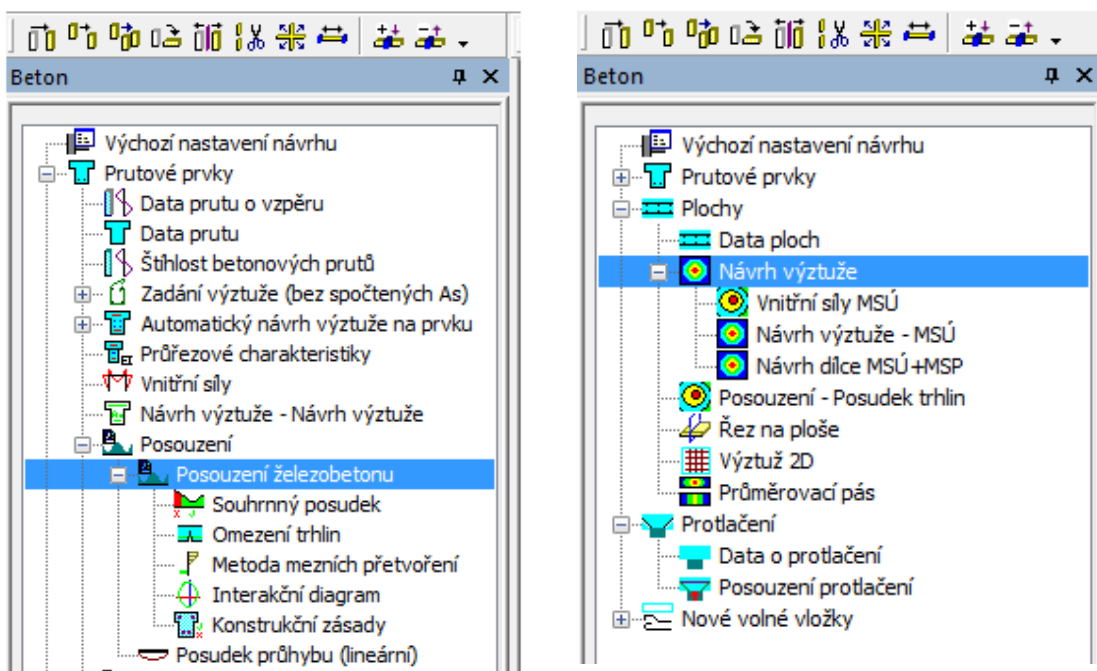 Beton
Výchozí nastavení návrhu
Prutové prvky
Data prutu o vzpěru
Data prutu
Štíhlost betonových prutů
Zadání výztuže (bez spočtených As)
Automatický návrh výztuže na prvku
Průřezové charakteristiky
Vnitřní síly
Návrh výztuže - Návrh výztuže
Posouzení
Posouzení železobetonu
Souhrnný posudek
Omezení trhlin
Metoda mezních přetvoření
Interakční diagram
Konstrukční zásady
Posudek průhybu (lineární)
Beton
Výchozí nastavení návrhu
Prutové prvky
Plochy
Data ploch
Návrh výztuže
Vnitřní síly MSÚ
Návrh výztuže - MSÚ
Návrh dílce MSÚ+MSP
Posouzení - Posudek trhlin
Řez na ploše
Výztuž 2D
Průměrovací pás
Protlačení
Data o protlačení
Posouzení protlačení
Nové volné vložky